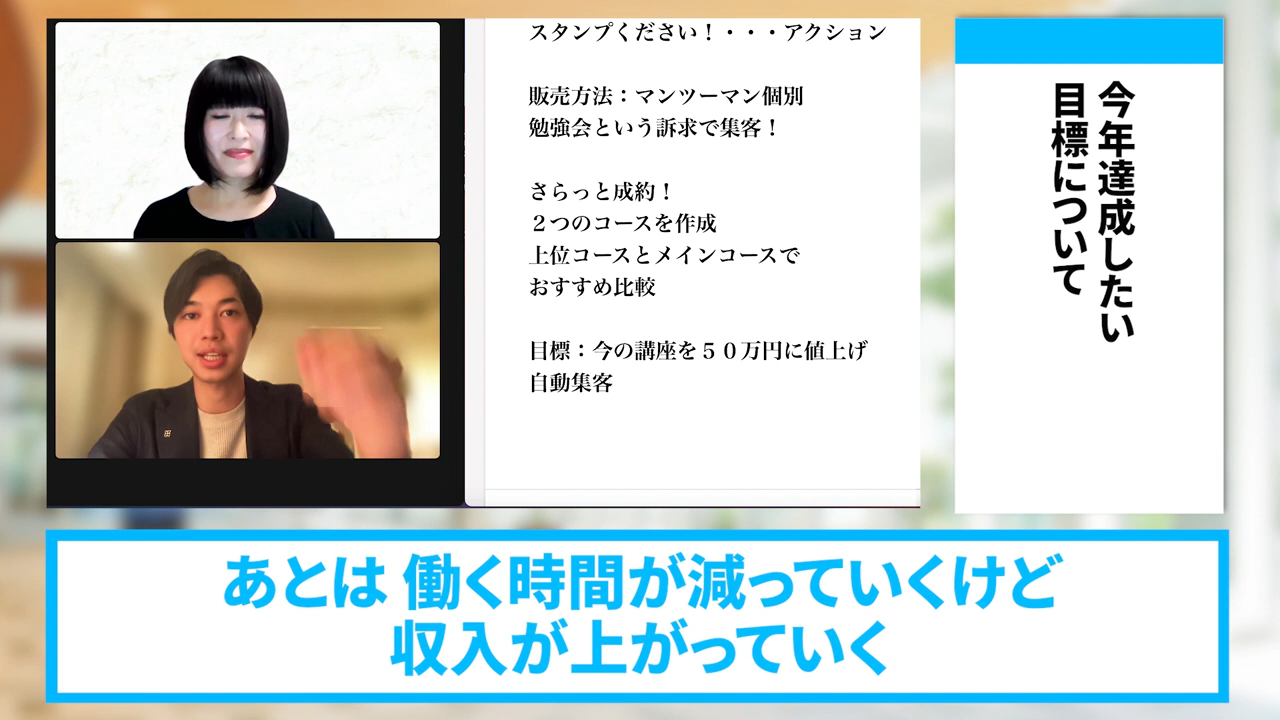 スタンプください！・・・アクション
販売方法：マンツーマン個別
勉強会という訴求で集客！
さらっと成約！
２つのコースを作成
上位コースとメインコースで
おすすめ比較
目標：今の講座を５０万円に値上げ
自動集客
今年達成したい
目標について
あとは 働く時間が減っていくけど
収入が上がっていく